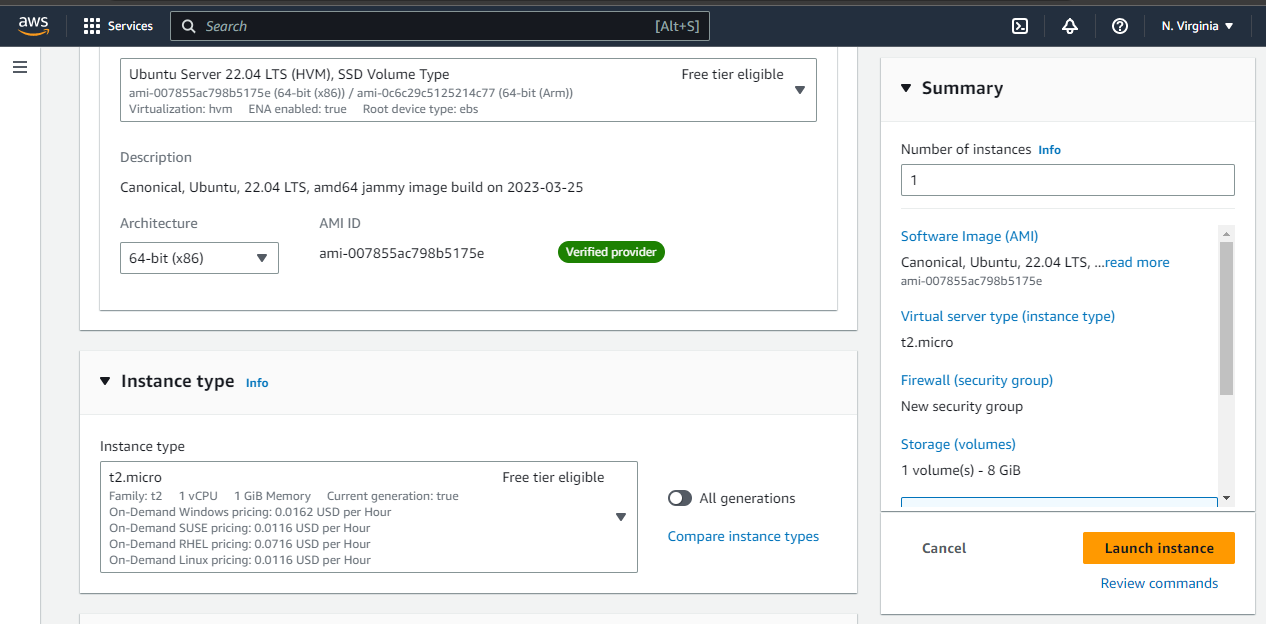 aws
Services
Search [Alt+S]
N. Virginia
Ubuntu Server 22.04 LTS (HVM), SSD Volume Type Free tier eligible
ami-007855ac798b5175e (64-bit (x86)) / ami-0c6c29c5125214c77 (64-bit (Arm))
Virtualization: hvm ENA enabled: true Root device type: ebs
Description
Canonical, Ubuntu, 22.04 LTS, amd64 jammy image build on 2023-03-25
Architecture AMI ID
64-bit (x86) ami-007855ac798b5175e Verified provider
Instance type Info
Instance type
t2.micro Free tier eligible
Family: t2 1 vCPU 1 GiB Memory Current generation: true
On-Demand Windows pricing: 0.0162 USD per Hour
On-Demand SUSE pricing: 0.0116 USD per Hour
On-Demand RHEL pricing: 0.0716 USD per Hour
On-Demand Linux pricing: 0.0116 USD per Hour
All generations
Compare instance types
Summary
Number of instances Info
1
Software Image (AMI)
Canonical, Ubuntu, 22.04 LTS, ...read more
ami-007855ac798b5175e
Virtual server type (instance type)
t2.micro
Firewall (security group)
New security group
Storage (volumes)
1 volume(s) - 8 GiB
Cancel Launch instance
Review commands